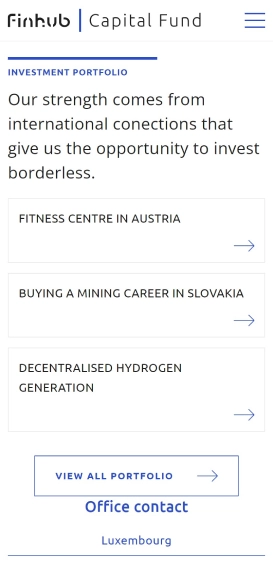 finhub | Capital Fund
INVESTMENT PORTFOLIO
Our strength comes from
international conections that
give us the opportunity to invest
borderless.
FITNESS CENTRE IN AUSTRIA
BUYING A MINING CAREER IN SLOVAKIA
DECENTRALISED HYDROGEN
GENERATION
VIEW ALL PORTFOLIO
Office contact
Luxembourg